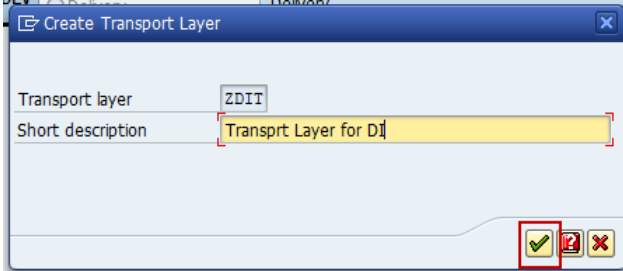 Create Transport Layer
Transport layer ZDIT
Short description Transprt Layer for DI